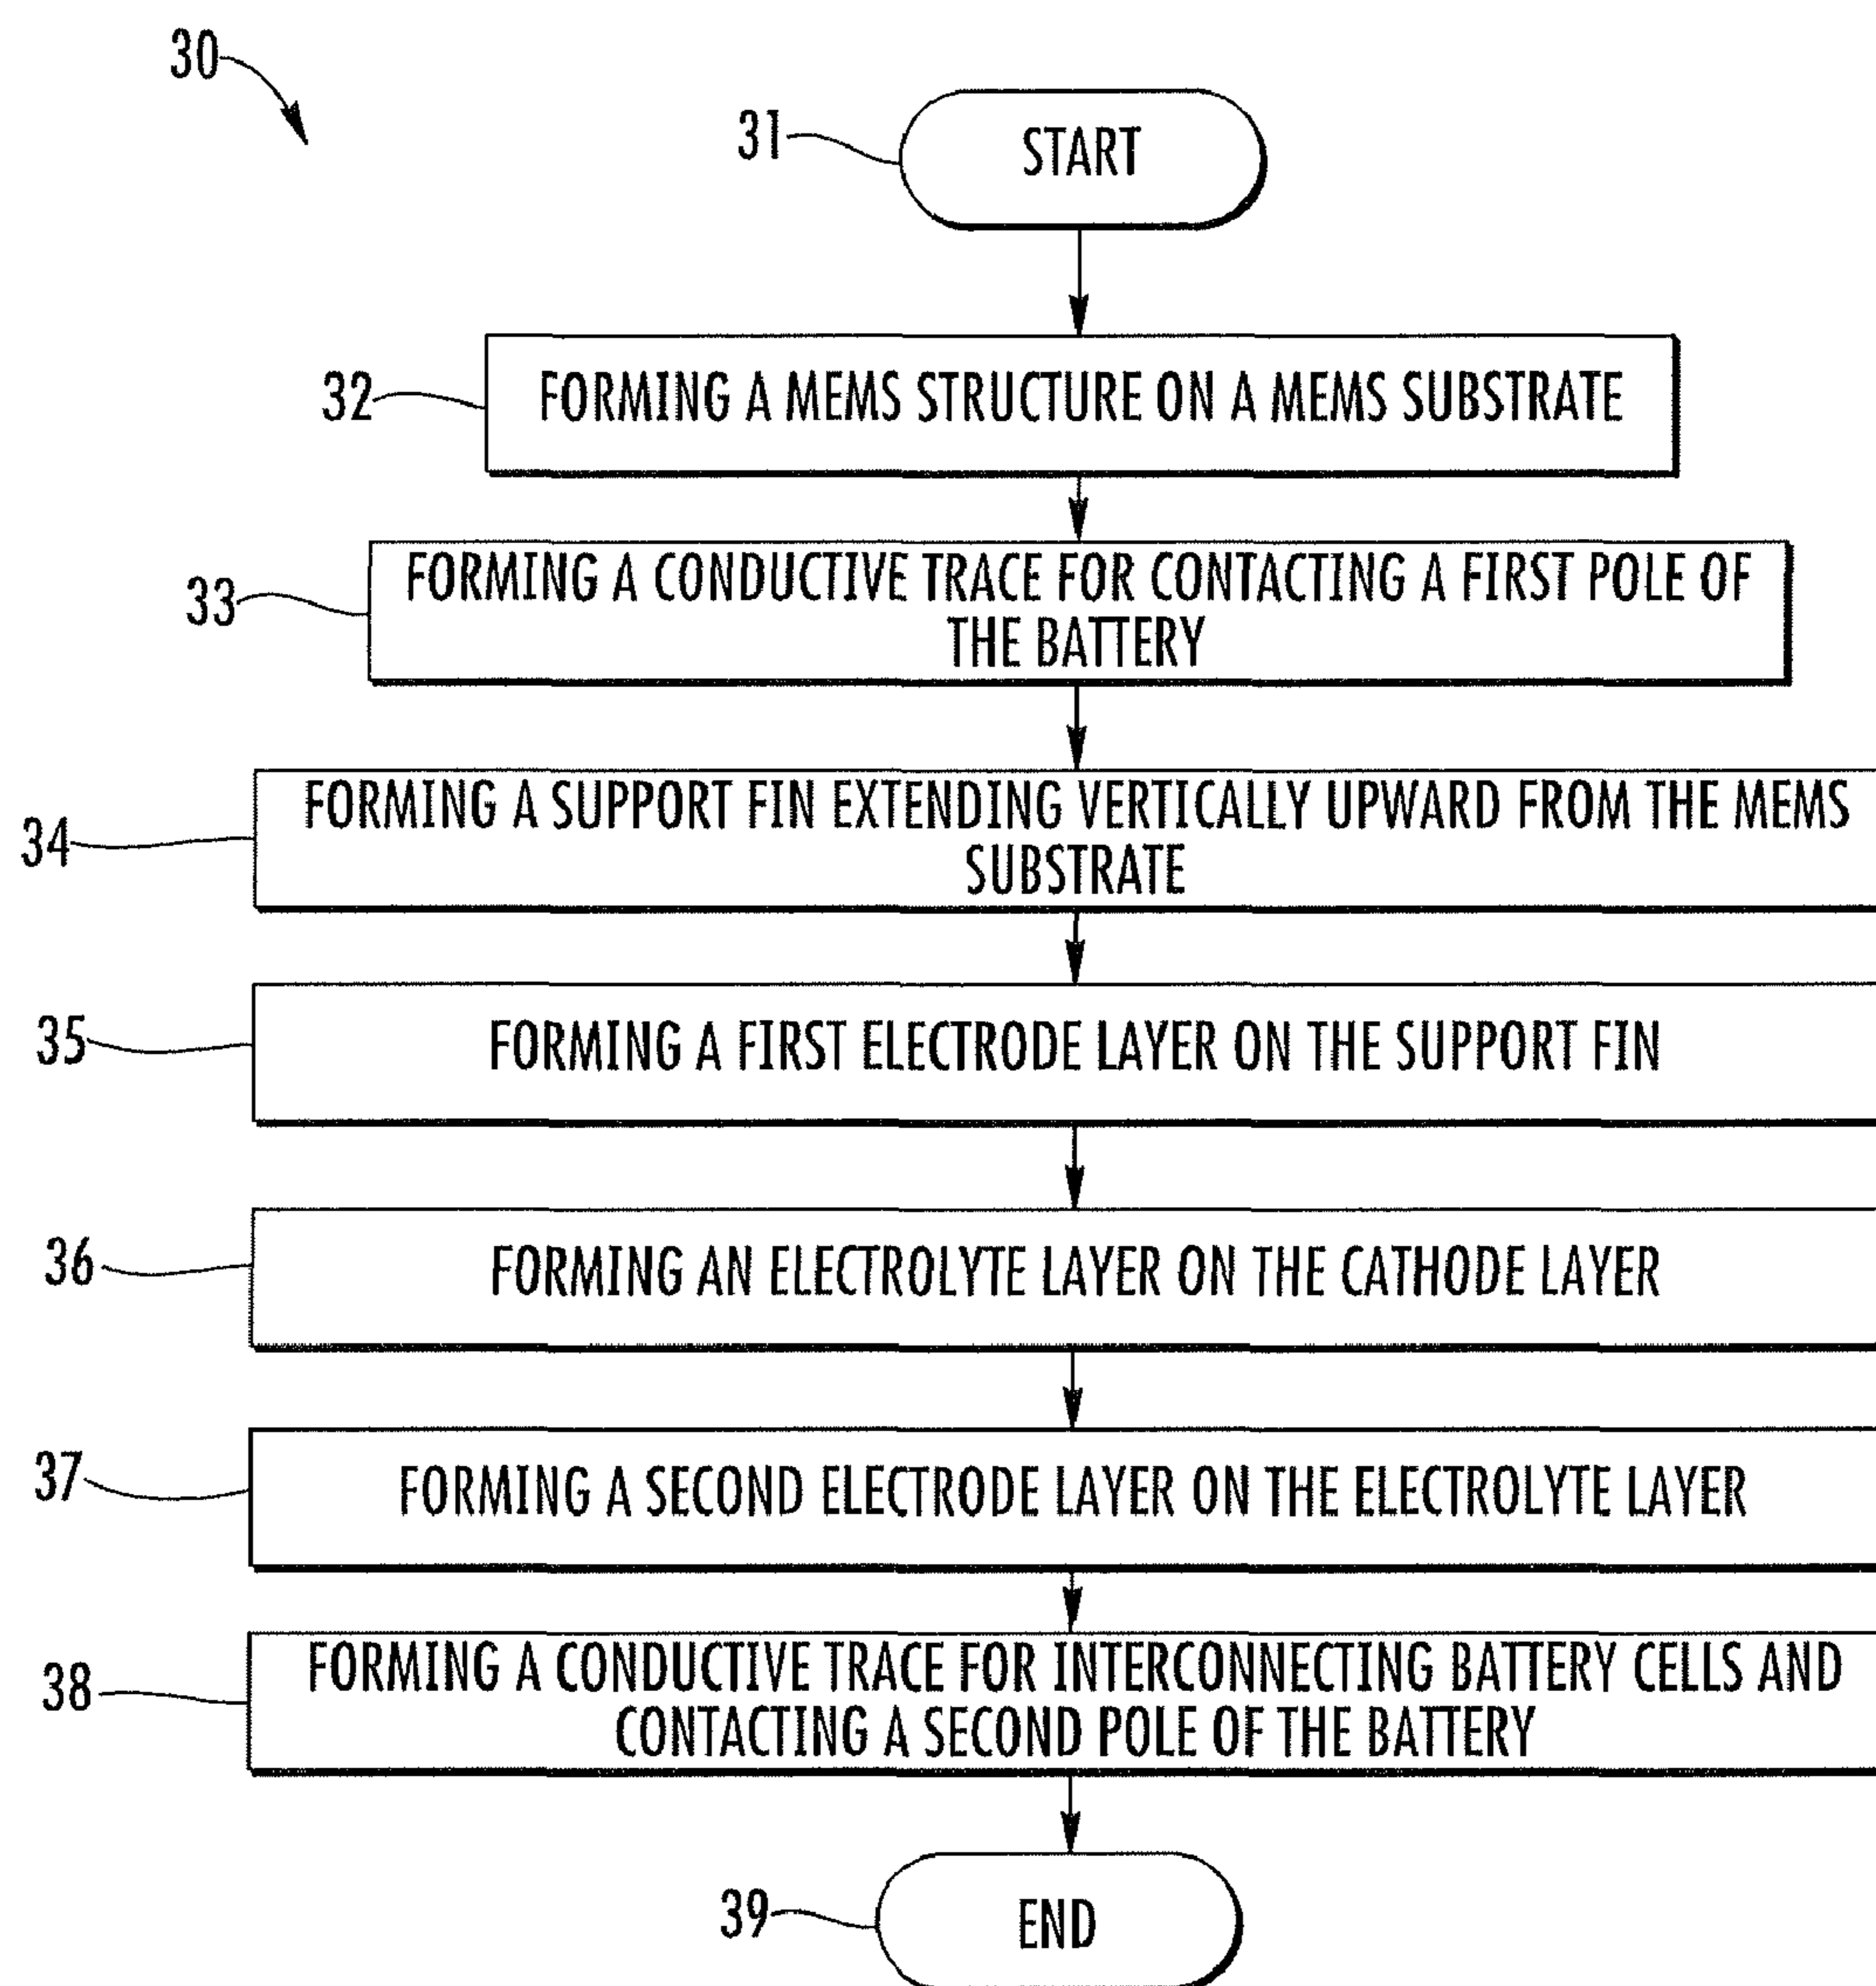 30
31
START
32
FORMING A MEMS STRUCTURE ON A MEMS SUBSTRATE
33
FORMING A CONDUCTIVE TRACE FOR CONTACTING A FIRST POLE OF
THE BATTERY
34
FORMING A SUPPORT FIN EXTENDING VERTICALLY UPWARD FROM THE MEMS
SUBSTRATE
35
FORMING A FIRST ELECTRODE LAYER ON THE SUPPORT FIN
36
FORMING AN ELECTROLYTE LAYER ON THE CATHODE LAYER
37
FORMING A SECOND ELECTRODE LAYER ON THE ELECTROLYTE LAYER
38
FORMING A CONDUCTIVE TRACE FOR INTERCONNECTING BATTERY CELLS AND
CONTACTING A SECOND POLE OF THE BATTERY
39
END